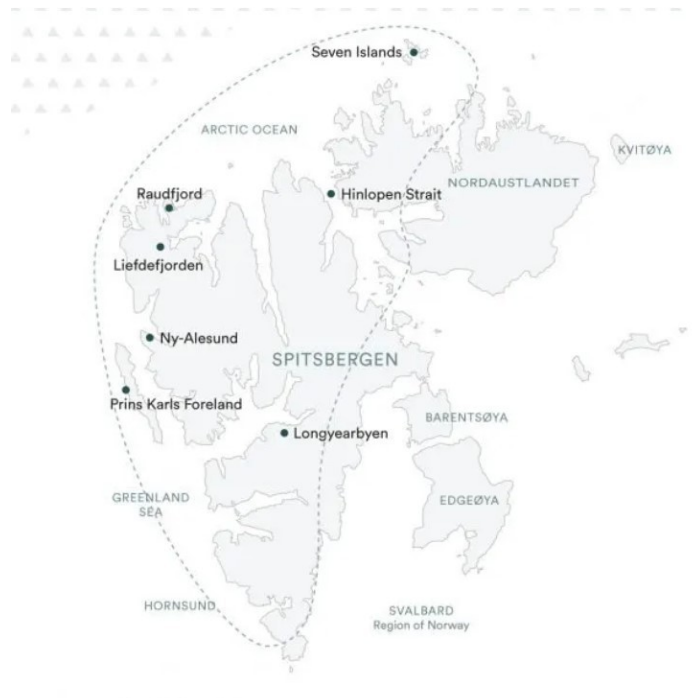 Seven Islands
ARCTIC OCEAN
KVITØYA
NORDAUSTLANDET
Raudfjord
Hinlopen Strait
Liefdefjorden
Ny-Alesund
SPITSBERGEN
Prins Karls Foreland
BARENTSØYA
Longyearbyen
GREENLAND
SEA
EDGEØYA
HORNSUND
SVALBARD
Region of Norway